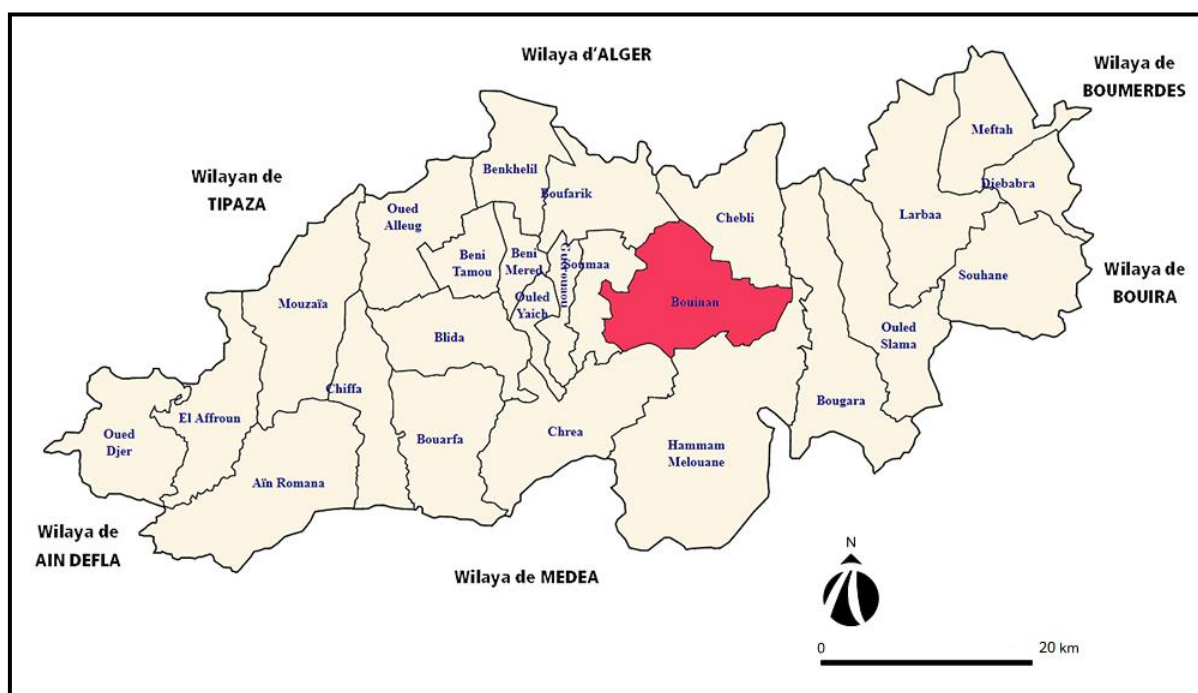 Wilaya d'ALGER
Wilaya de
BOUMERDES
Meftah
Benkhelil
Wilayan de
TIPAZA
Boufarik
Djebabra
Oued
Alleug
Chebli
Larbaa
Beni
Tamou
Beni
Mered
Guerouaou
Soumaa
Souhane
Wilaya de
BOUIRA
Mouzaïa
Ouled
Yaich
Bouinan
Blida
Ouled
Slama
Chiffa
El Affroun
Bougara
Oued
Djer
Bouarfa
Chrea
Hammam
Melouane
Aïn Romana
Wilaya de
AIN DEFLA
Wilaya de MEDEA
N
0
20 km